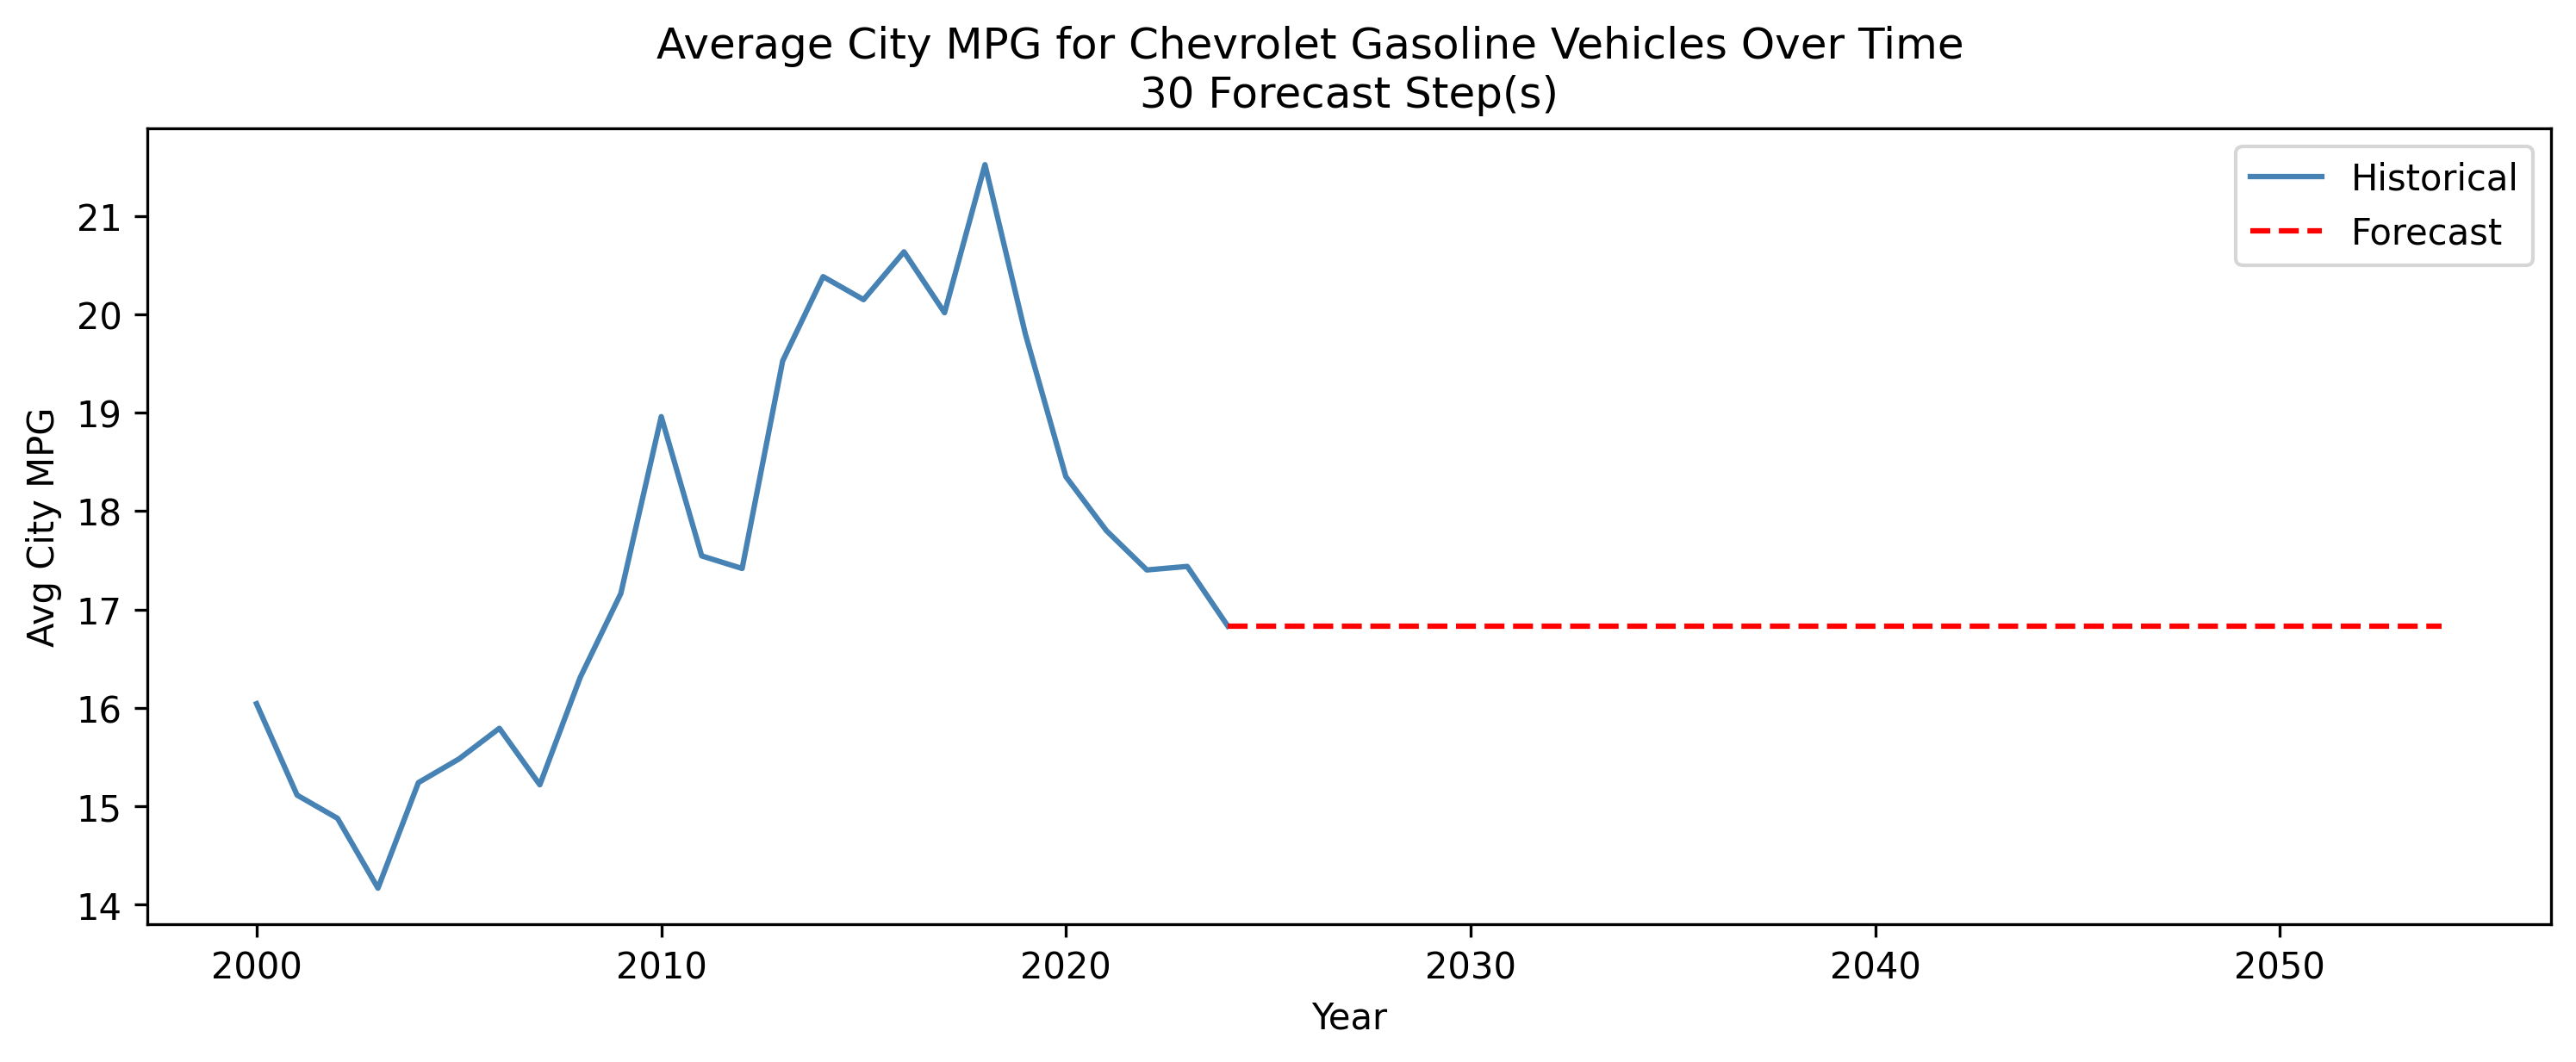 Average City MPG for Chevrolet Gasoline Vehicles Over Time
30 Forecast Step(s)
Historical
Forecast
Avg City MPG
21
20
19
18
17
16
15
14
2000 2010 2020 2030 2040 2050
Year